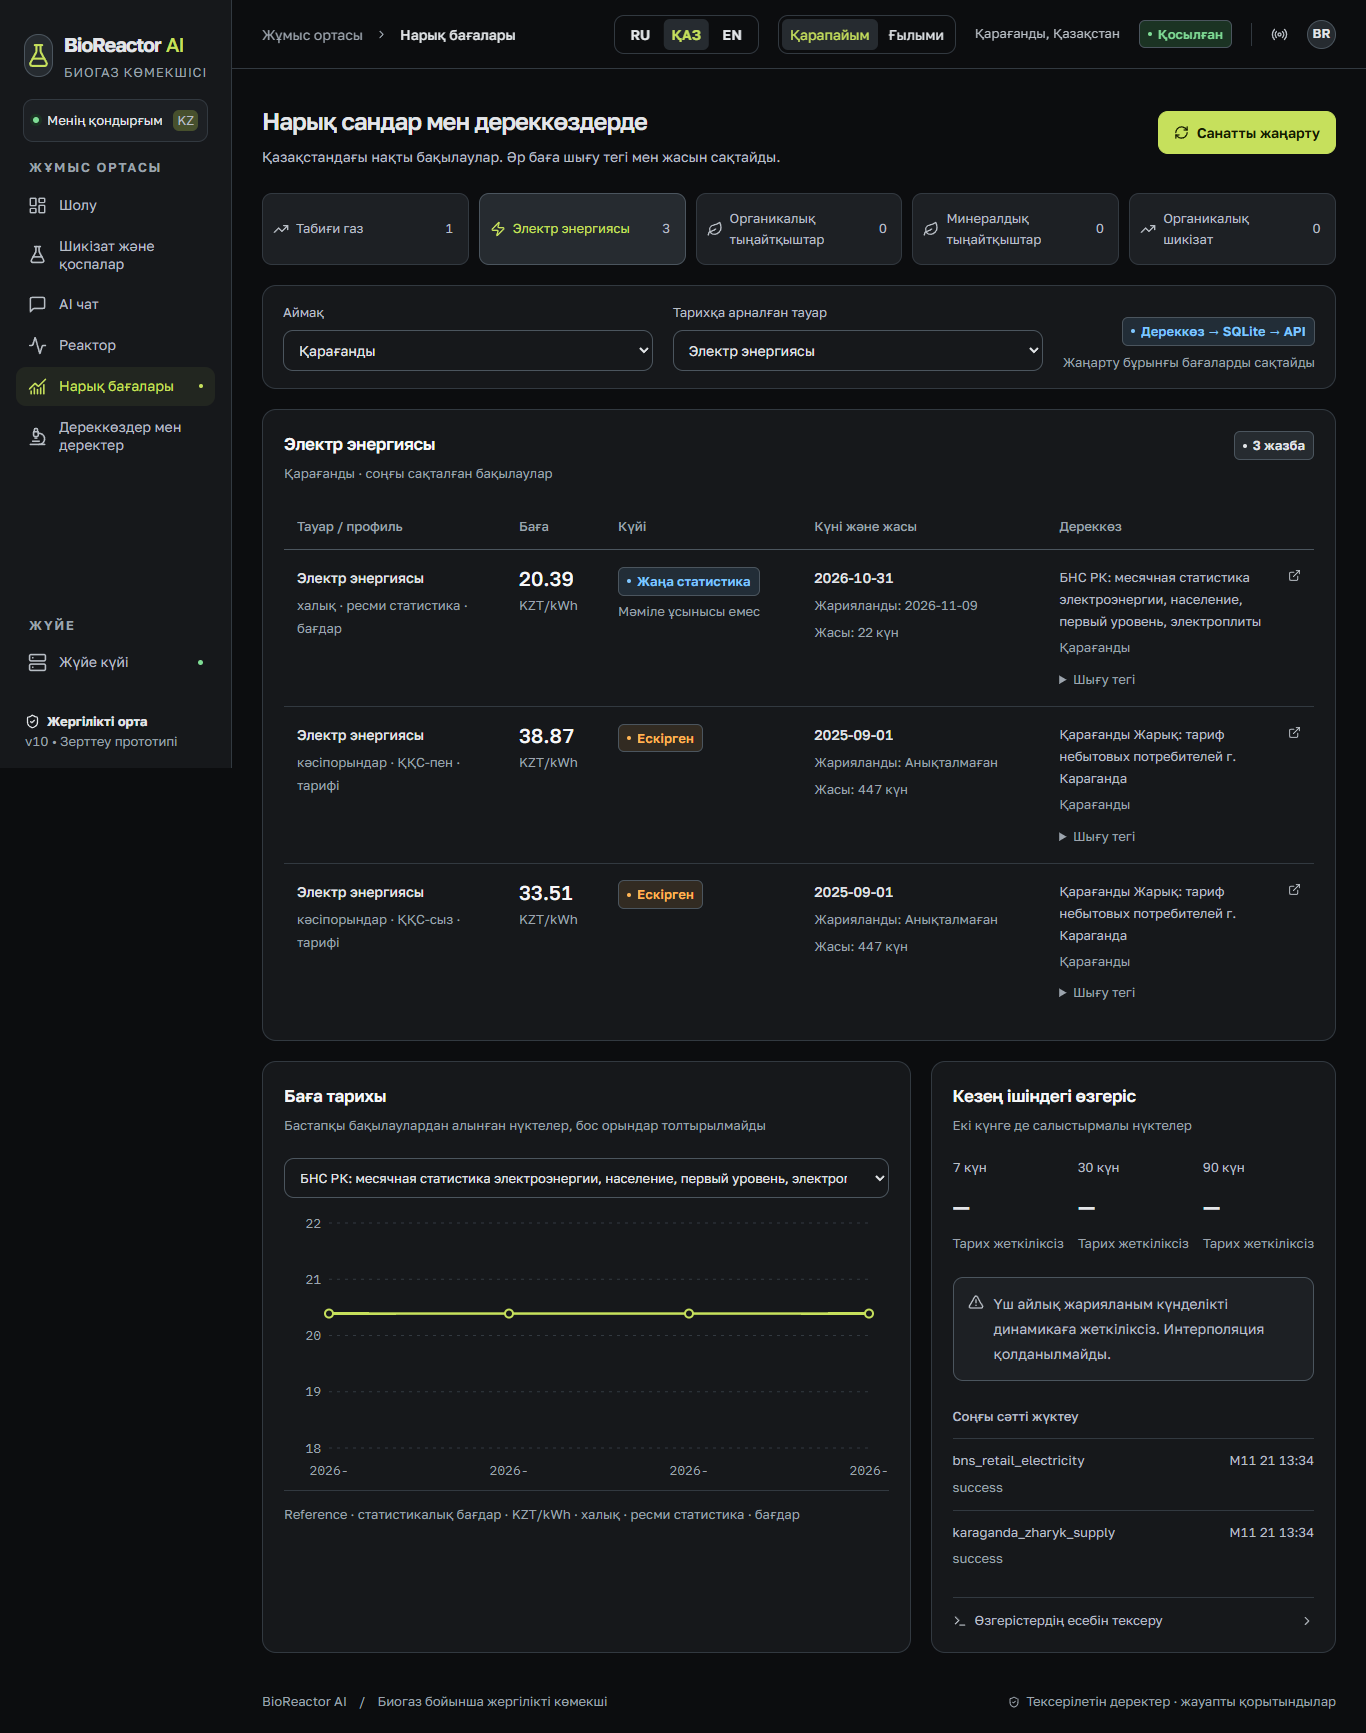 BioReactor AI
БИОГАЗ КӨМЕКШІСІ
Менің қондырғым KZ
ЖҰМЫС ОРТАСЫ
Шолу
Шикізат және
қоспалар
AI чат
Реактор
Нарық бағалары
Дереккөздер мен
деректер
ЖҮЙЕ
Жүйе күйі
Жергілікті орта
v10 • Зерттеу прототипі
Жұмыс ортасы > Нарық бағалары
RU ҚАЗ EN
Қарапайым Ғылыми
Қарағанды, Қазақстан
Қосылған
BR
Нарық сандар мен дереккөздерде
Қазақстандағы нақты бақылаулар. Әр баға шығу тегі мен жасын сақтайды.
Санатты жаңарту
Табиғи газ 1
Электр энергиясы 3
Органикалық
тыңайтқыштар 0
Минералдық
тыңайтқыштар 0
Органикалық
шикізат 0
Аймақ
Қарағанды
Тарихқа арналған тауар
Электр энергиясы
Дереккөз → SQLite → API
Жаңарту бұрынғы бағаларды сақтайды
Электр энергиясы
Қарағанды · соңғы сақталған бақылаулар
3 жазба
Тауар / профиль Баға Күйі Күні және жасы Дереккөз
Электр энергиясы
халық · ресми статистика ·
бағдар
20.39
KZT/kWh
Жаңа статистика
Мәміле ұсынысы емес
2026-10-31
Жарияланды: 2026-11-09
Жасы: 22 күн
БНС РК: месячная статистика
электроэнергии, население,
первый уровень, электроплиты
Қарағанды
Шығу тегі
Электр энергиясы
кәсіпорындар · ҚҚС-пен ·
тарифі
38.87
KZT/kWh
Ескірген
2025-09-01
Жарияланды: Анықталмаған
Жасы: 447 күн
Қарағанды Жарық: тариф
небытовых потребителей г.
Караганда
Қарағанды
Шығу тегі
Электр энергиясы
кәсіпорындар · ҚҚС-сыз ·
тарифі
33.51
KZT/kWh
Ескірген
2025-09-01
Жарияланды: Анықталмаған
Жасы: 447 күн
Қарағанды Жарық: тариф
небытовых потребителей г.
Караганда
Қарағанды
Шығу тегі
Баға тарихы
Бастапқы бақылаулардан алынған нүктелер, бос орындар толтырылмайды
БНС РК: месячная статистика электроэнергии, население, первый уровень, электроп
22
21
20
19
18
2026- 2026- 2026- 2026-
Reference · статистикалық бағдар · KZT/kWh · халық · ресми статистика · бағдар
Кезең ішіндегі өзгеріс
Екі күнге де салыстырмалы нүктелер
7 күн 30 күн 90 күн
— — —
Тарих жеткіліксіз Тарих жеткіліксіз Тарих жеткіліксіз
Үш айлық жарияланым күнделікті
динамикаға жеткіліксіз. Интерполяция
қолданылмайды.
Соңғы сәтті жүктеу
bns_retail_electricity M11 21 13:34
success
karaganda_zharyk_supply M11 21 13:34
success
Өзгерістердің есебін тексеру
BioReactor AI / Биогаз бойынша жергілікті көмекші
Тексерілетін деректер · жауапты қорытындылар